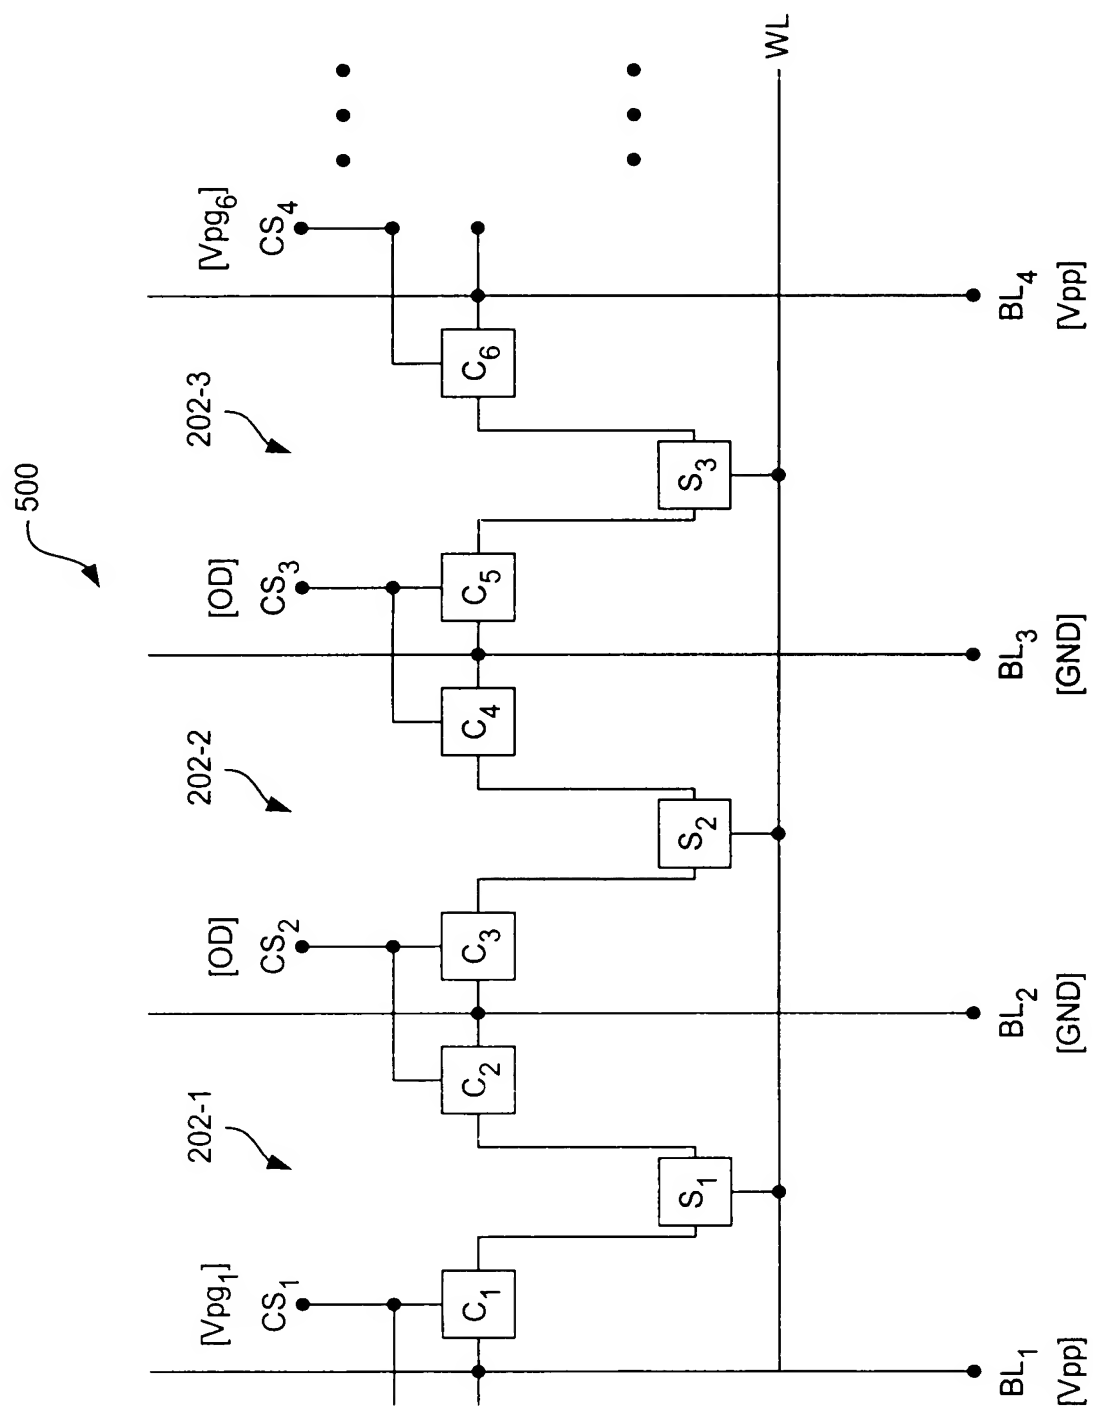 500
202-1
202-2
202-3
[Vpg1] [OD] [OD] [Vpg6]
CS1 CS2 CS3 CS4
C1 C2 C3 C4 C5 C6
S1 S2 S3
WL
BL1 BL2 BL3 BL4
[Vpp] [GND] [GND] [Vpp]